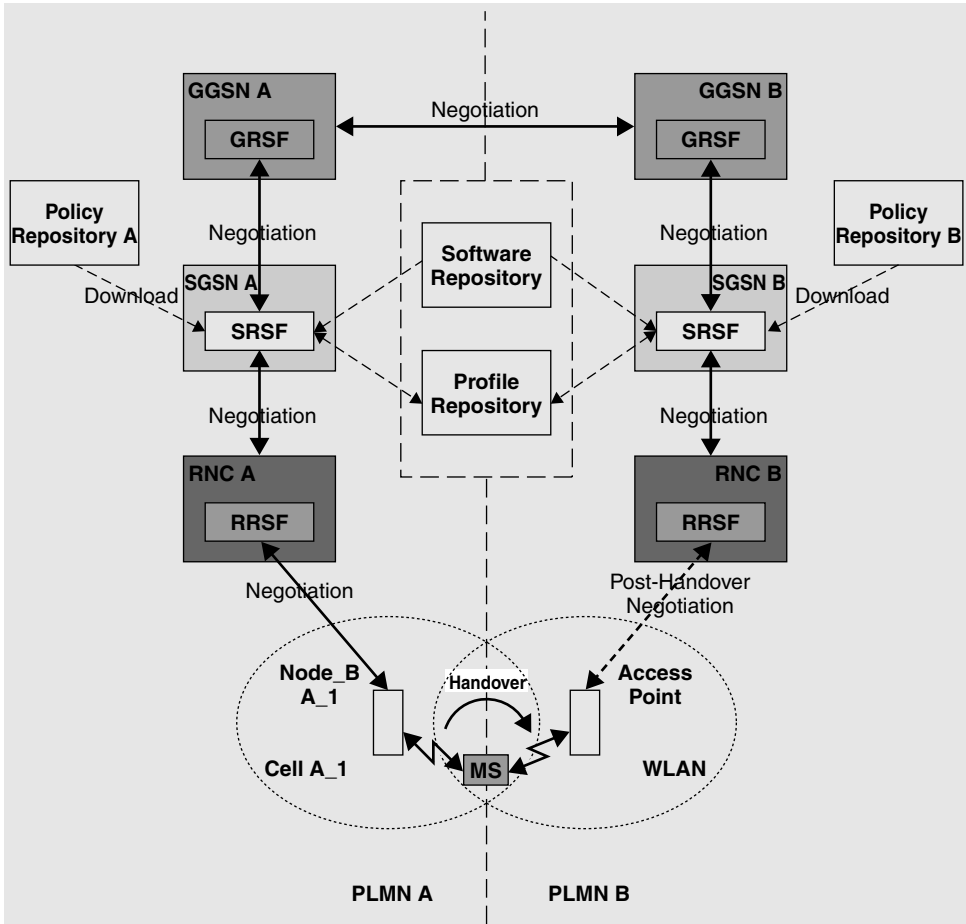 GGSN A
GRSF
Negotiation
GGSN B
GRSF
Policy
Repository A
Negotiation
Software
Repository
Negotiation
Policy
Repository B
Download
SGSN A
SRSF
SGSN B
SRSF
Download
Profile
Repository
Negotiation
Negotiation
RNC A
RRSF
RNC B
RRSF
Negotiation
Post-Handover
Negotiation
Node_B
A_1
Handover
Access
Point
Cell A_1
MS
WLAN
PLMN A
PLMN B